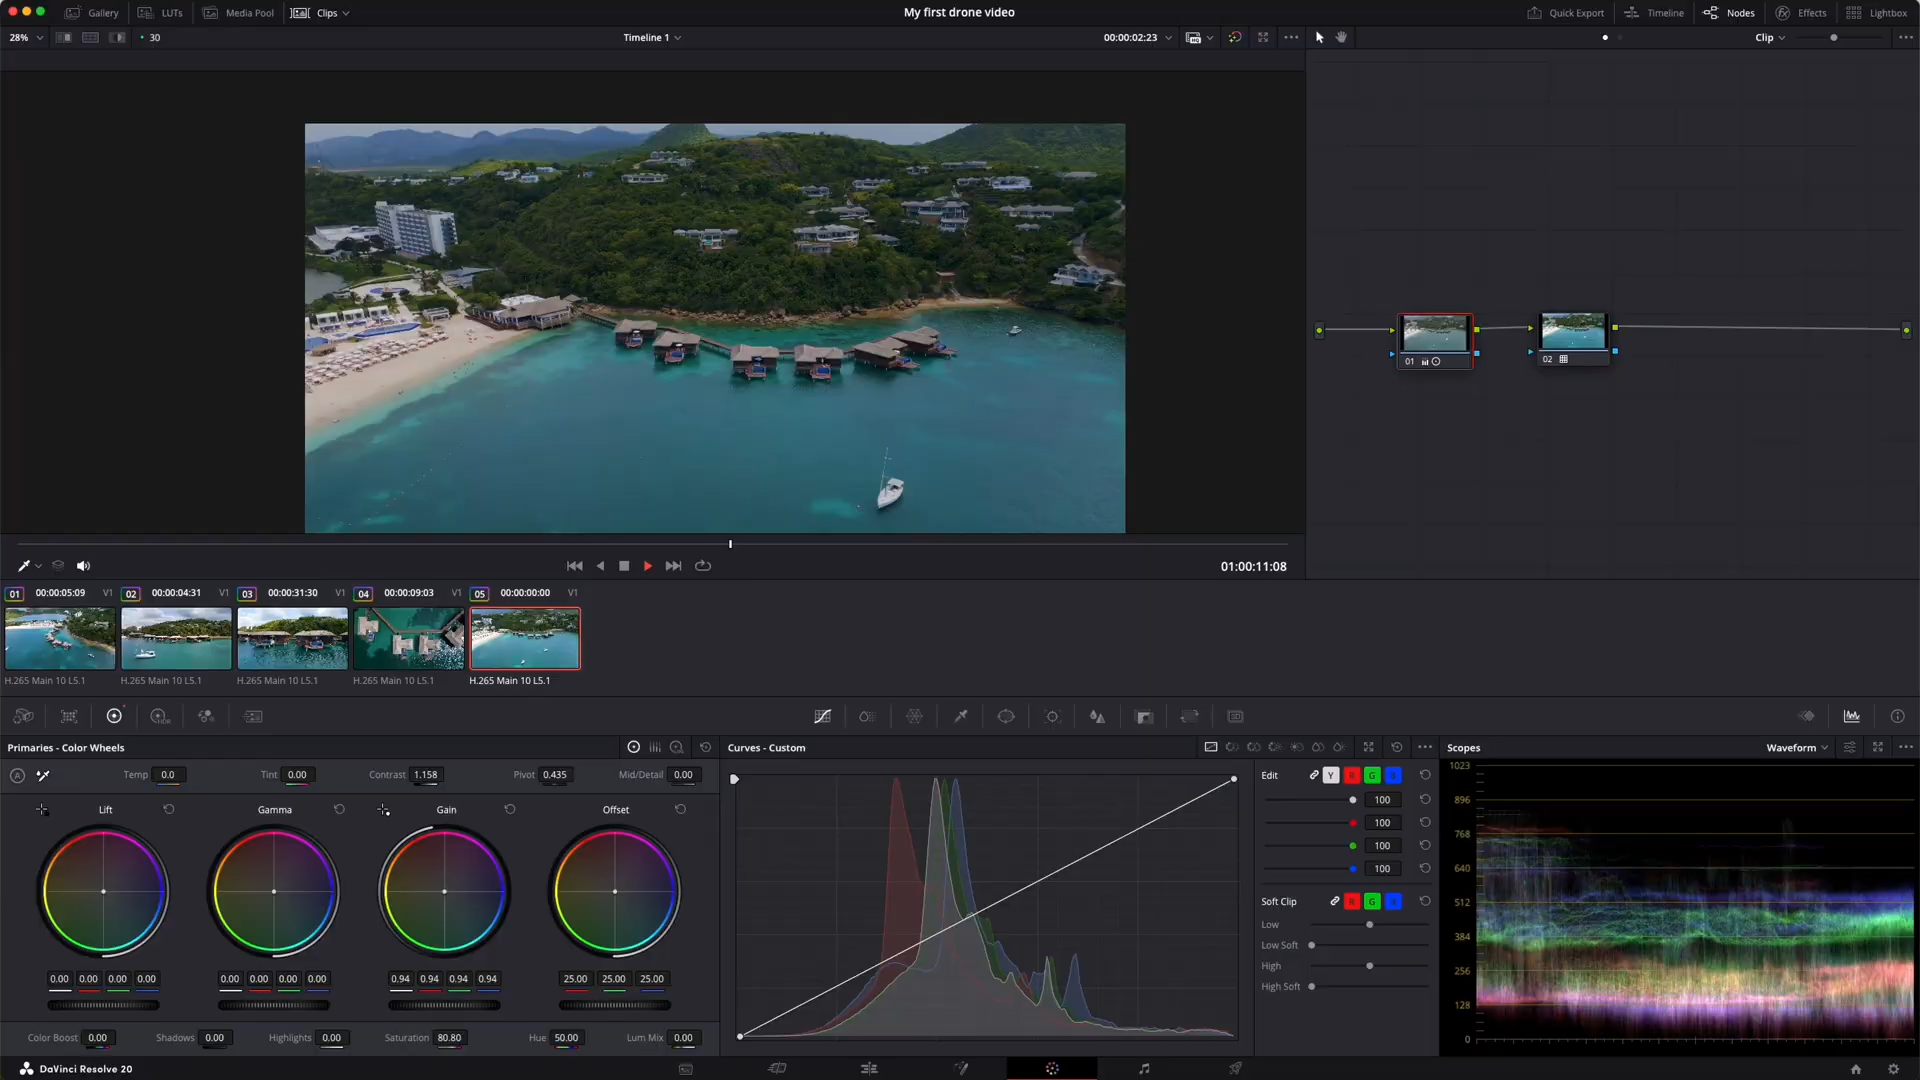 Gallery LUTs Media Pool Clips My first drone video Quick Export Timeline Nodes Effects Lightbox
28% 30 Timeline 1 00:00:02:23 Clip
01 02
01:00:11:08
01 00:00:05:09 V1 02 00:00:04:31 V1 03 00:00:31:30 V1 04 00:00:09:03 V1 05 00:00:00:00 V1
H.265 Main 10 L5.1 H.265 Main 10 L5.1 H.265 Main 10 L5.1 H.265 Main 10 L5.1 H.265 Main 10 L5.1
HDR
Primaries - Color Wheels Curves - Custom Scopes Waveform
A Temp 0.0 Tint 0.00 Contrast 1.158 Pivot 0.435 Mid/Detail 0.00
Lift Gamma Gain Offset
0.00 0.00 0.00 0.00 0.00 0.00 0.00 0.00 0.94 0.94 0.94 0.94 25.00 25.00 25.00
Color Boost 0.00 Shadows 0.00 Highlights 0.00 Saturation 80.80 Hue 50.00 Lum Mix 0.00
Edit Y R G B
100
100
100
100
Soft Clip R G B
Low
Low Soft
High
High Soft
1023
896
768
640
512
384
256
128
0
DaVinci Resolve 20